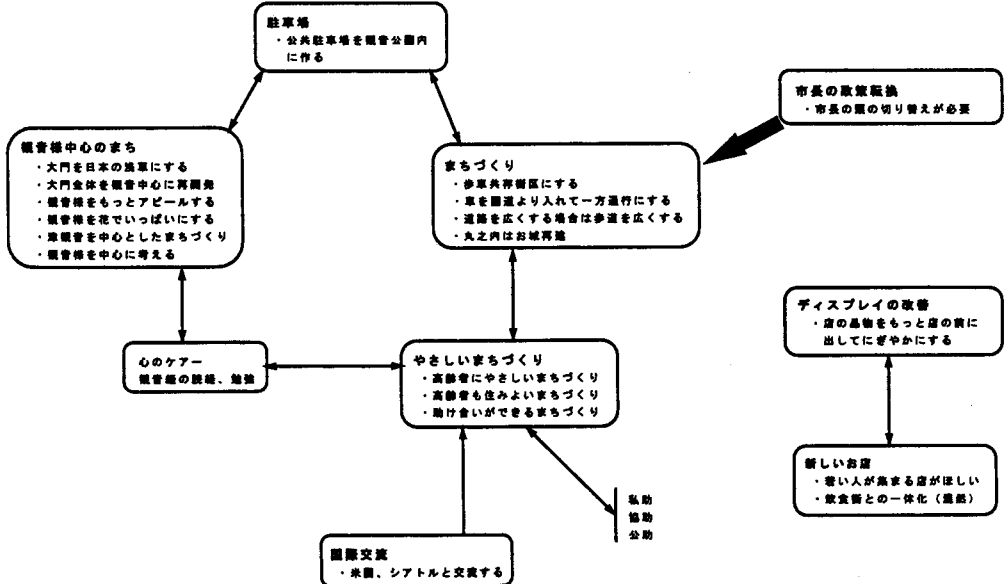 駐車場
・公共駐車場を観音公園内
に作る
市長の政策転換
・市長の頭の切り替えが必要
観音様中心のまち
・大門を日本の浅草にする
・大門全体を観音中心に再開発
・観音様をもっとアピールする
・観音様を花でいっぱいにする
・津観音を中心としたまちづくり
・観音様を中心に考える
まちづくり
・歩車共存街区にする
・車を国道より入れて一方通行にする
・道路を広くする場合は歩道を広くする
・丸之内はお城再建
ディスプレイの改善
・店の品物をもっと店の前に
出してにぎやかにする
心のケアー
観音経の読経、勉強
やさしいまちづくり
・高齢者にやさしいまちづくり
・高齢者も住みよいまちづくり
・助け合いができるまちづくり
新しいお店
・若い人が集まる店がほしい
・飲食街との一体化（混然）
私助
協助
公助
国際交流
・米国、シアトルと交流する